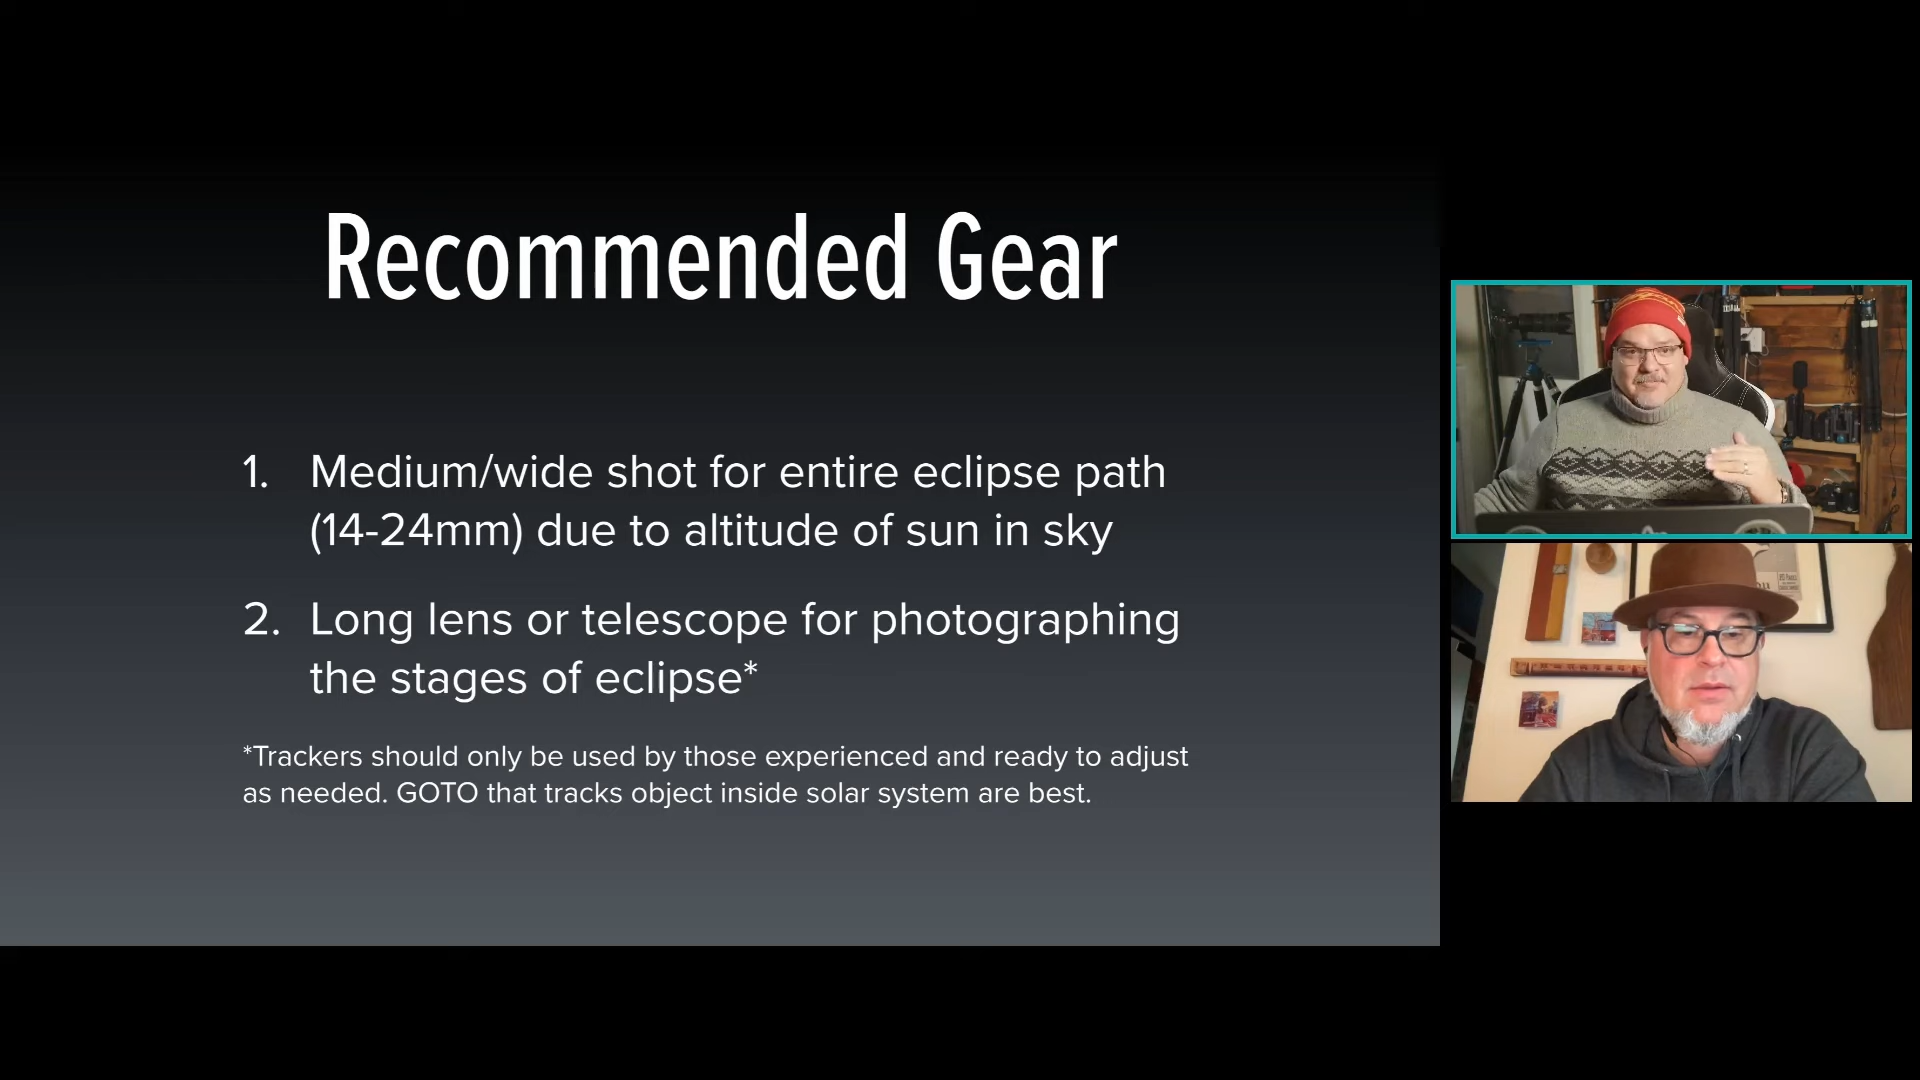 Recommended Gear
1. Medium/wide shot for entire eclipse path
(14-24mm) due to altitude of sun in sky
2. Long lens or telescope for photographing
the stages of eclipse*
*Trackers should only be used by those experienced and ready to adjust
as needed. GOTO that tracks object inside solar system are best.